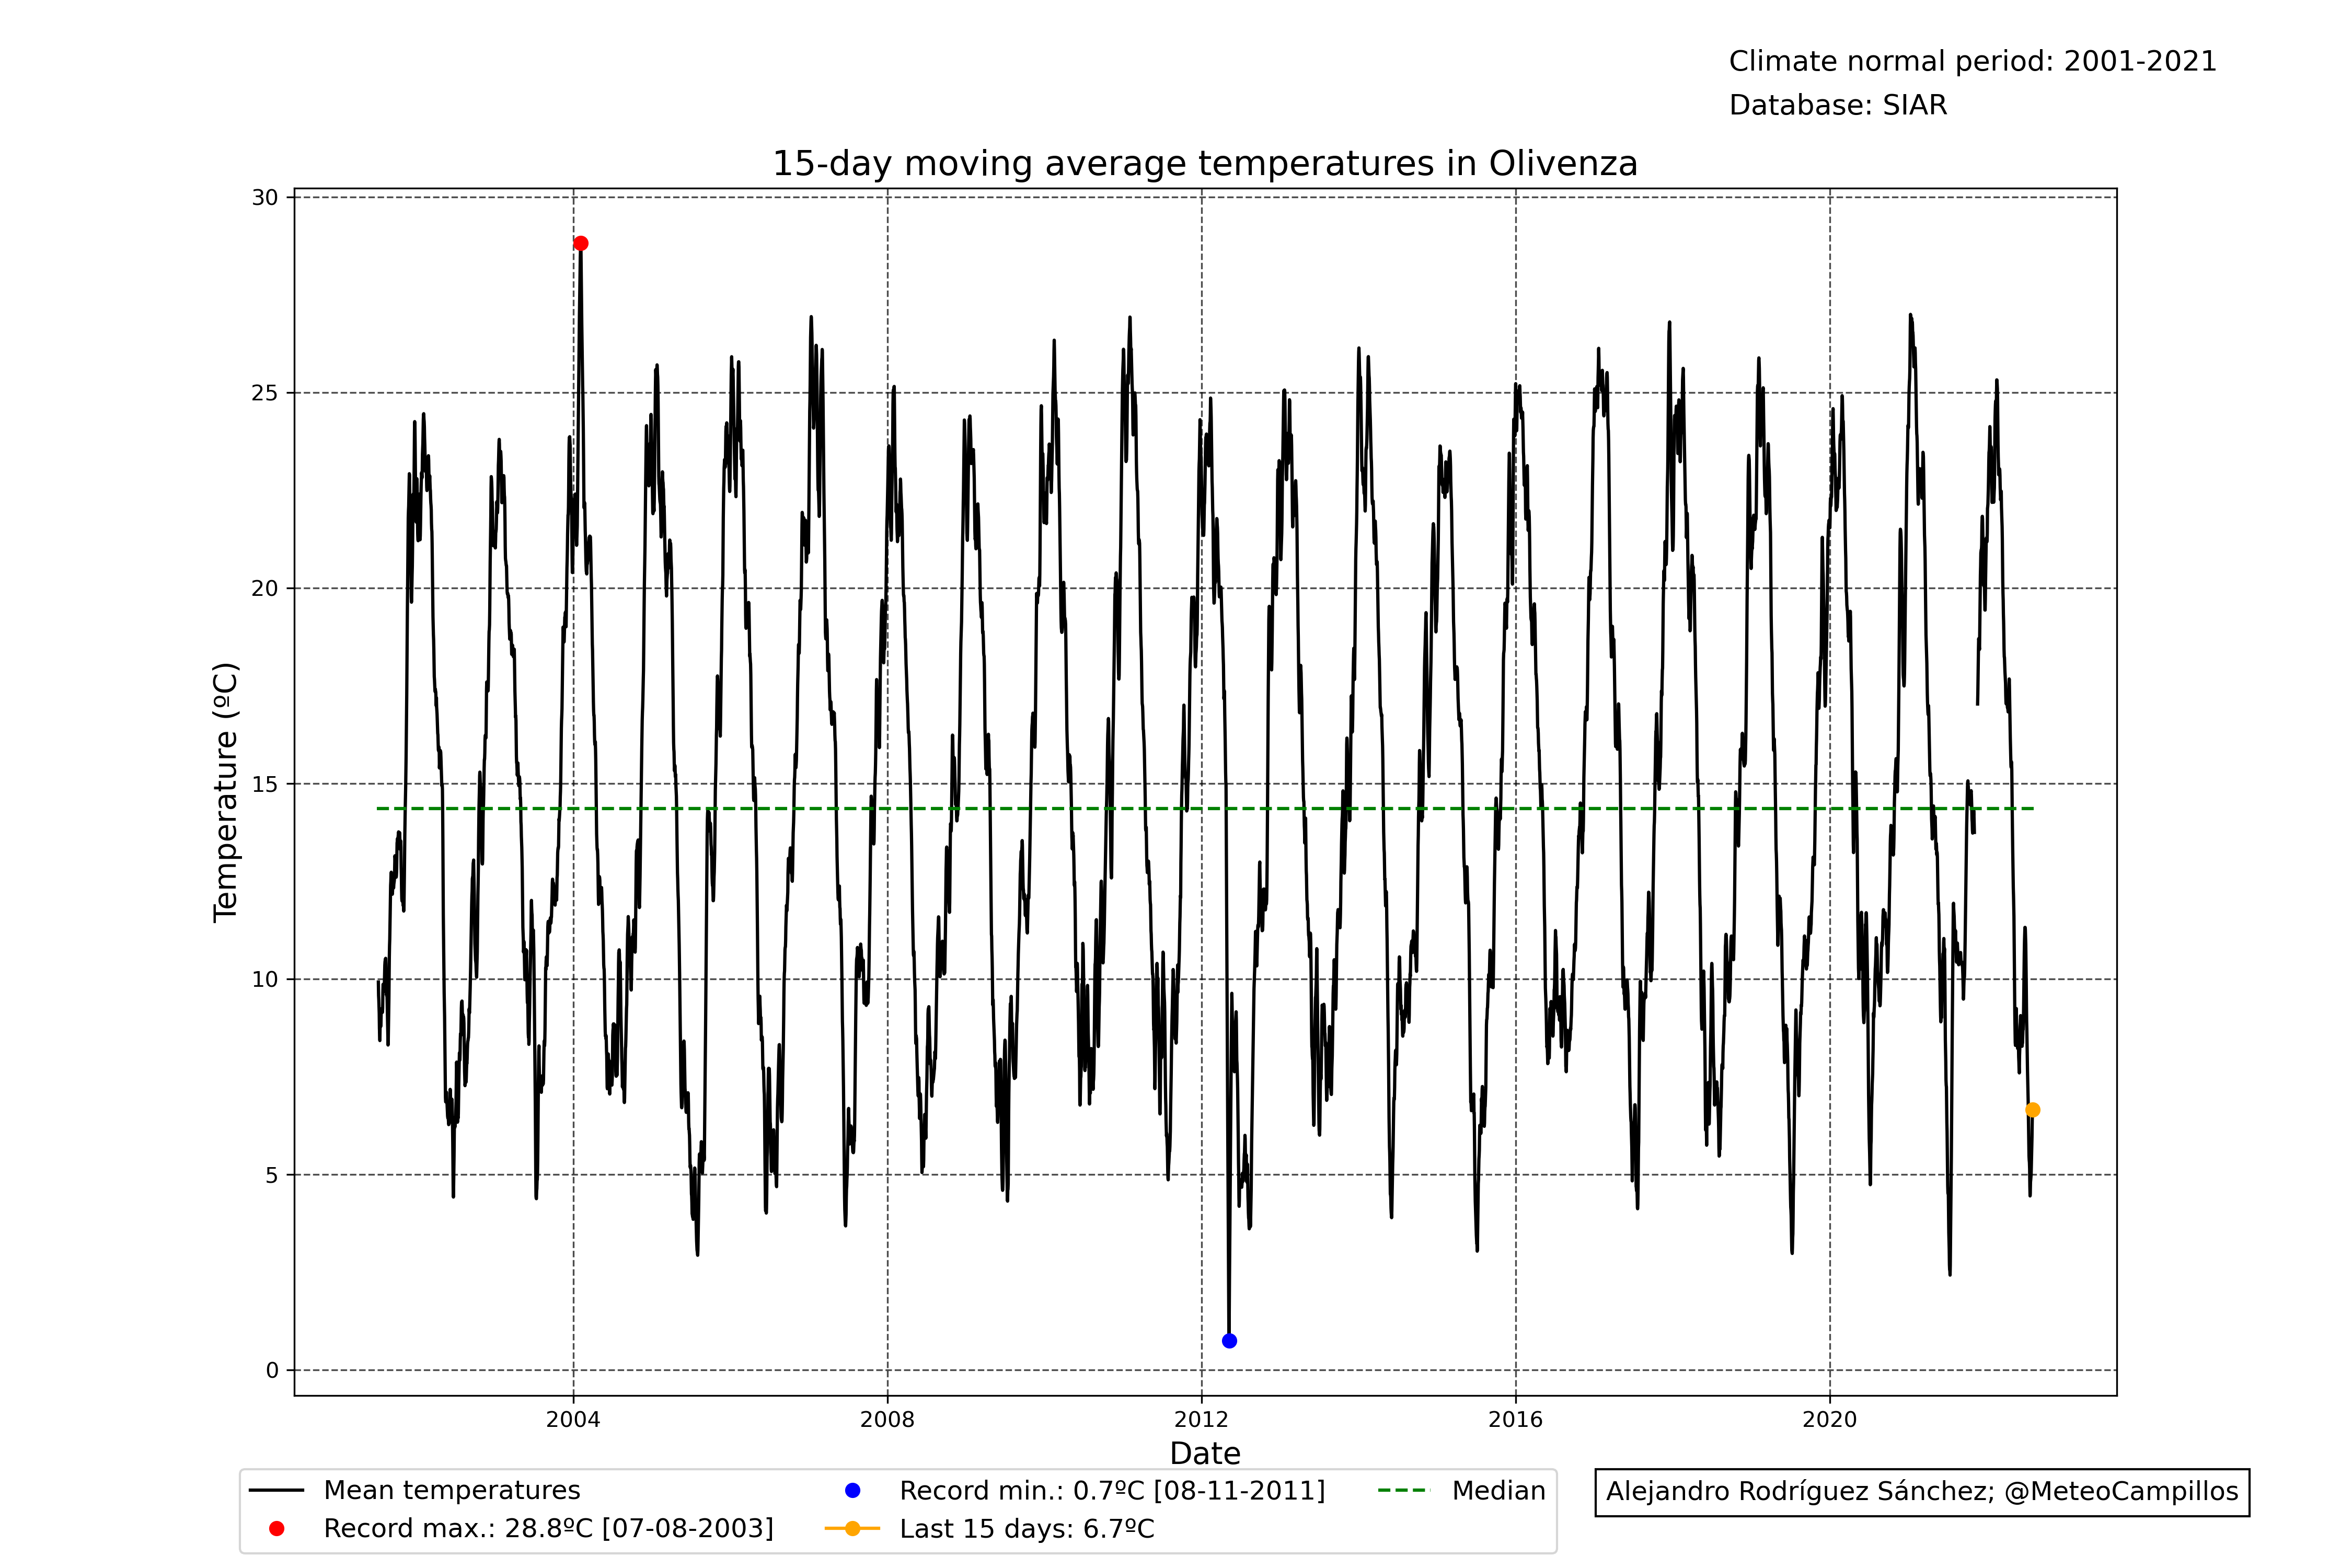 Climate normal period: 2001-2021
Database: SIAR
15-day moving average temperatures in Olivenza
30
25
20
15
10
5
0
Temperature (ºC)
2004 2008 2012 2016 2020
Date
Mean temperatures
Record max.: 28.8ºC [07-08-2003]
Record min.: 0.7ºC [08-11-2011]
Last 15 days: 6.7ºC
Median
Alejandro Rodríguez Sánchez; @MeteoCampillos